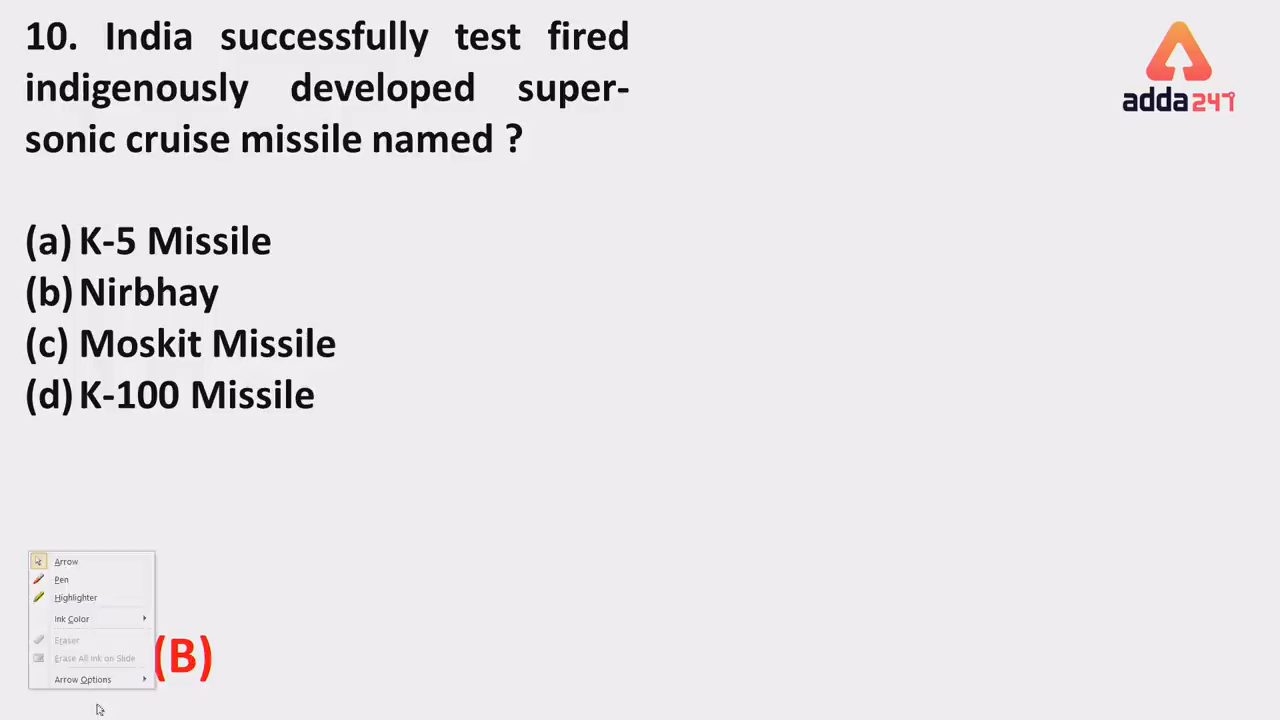 10. India successfully test fired
indigenously developed super-
sonic cruise missile named ?
adda247
(a) K-5 Missile
(b) Nirbhay
(c) Moskit Missile
(d) K-100 Missile
Arrow
Pen
Highlighter
Ink Color
Eraser
Erase All Ink on Slide
Arrow Options
(B)